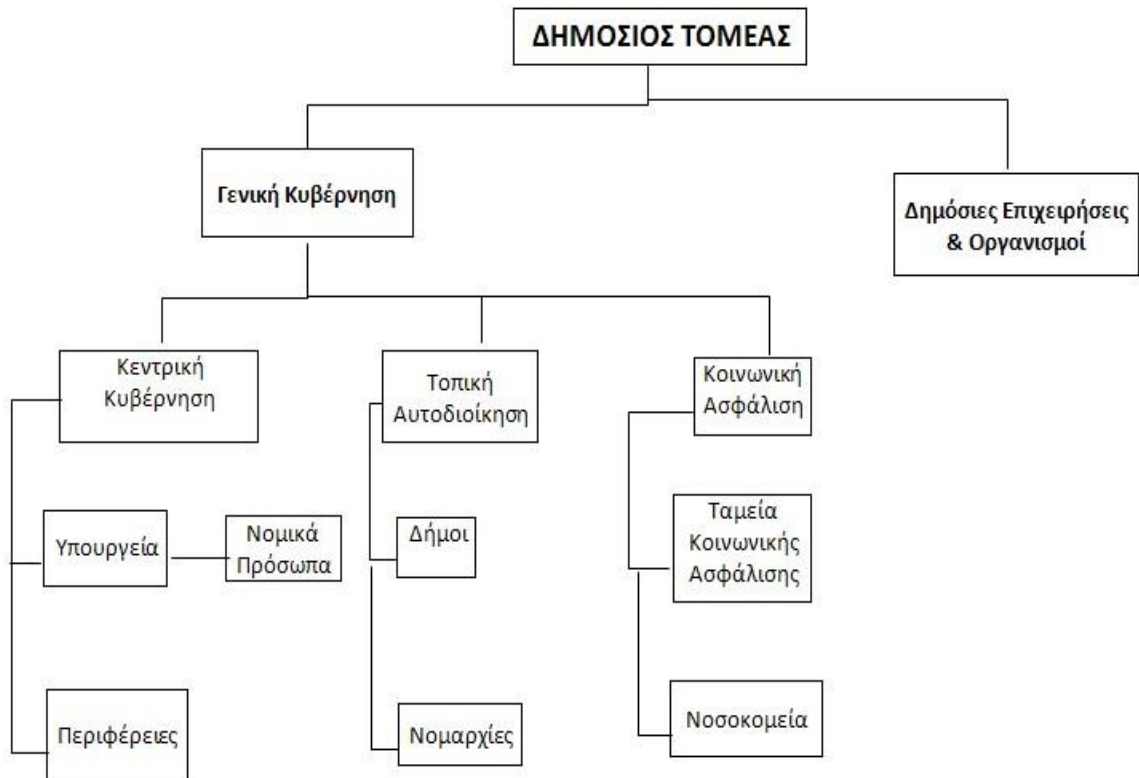 ΔΗΜΟΣΙΟΣ ΤΟΜΕΑΣ
Γενική Κυβέρνηση
Δημόσιες Επιχειρήσεις
& Οργανισμοί
Κεντρική
Κυβέρνηση
Τοπική
Αυτοδιοίκηση
Κοινωνική
Ασφάλιση
Υπουργεία
Νομικά
Πρόσωπα
Δήμοι
Ταμεία
Κοινωνικής
Ασφάλισης
Περιφέρειες
Νομαρχίες
Νοσοκομεία